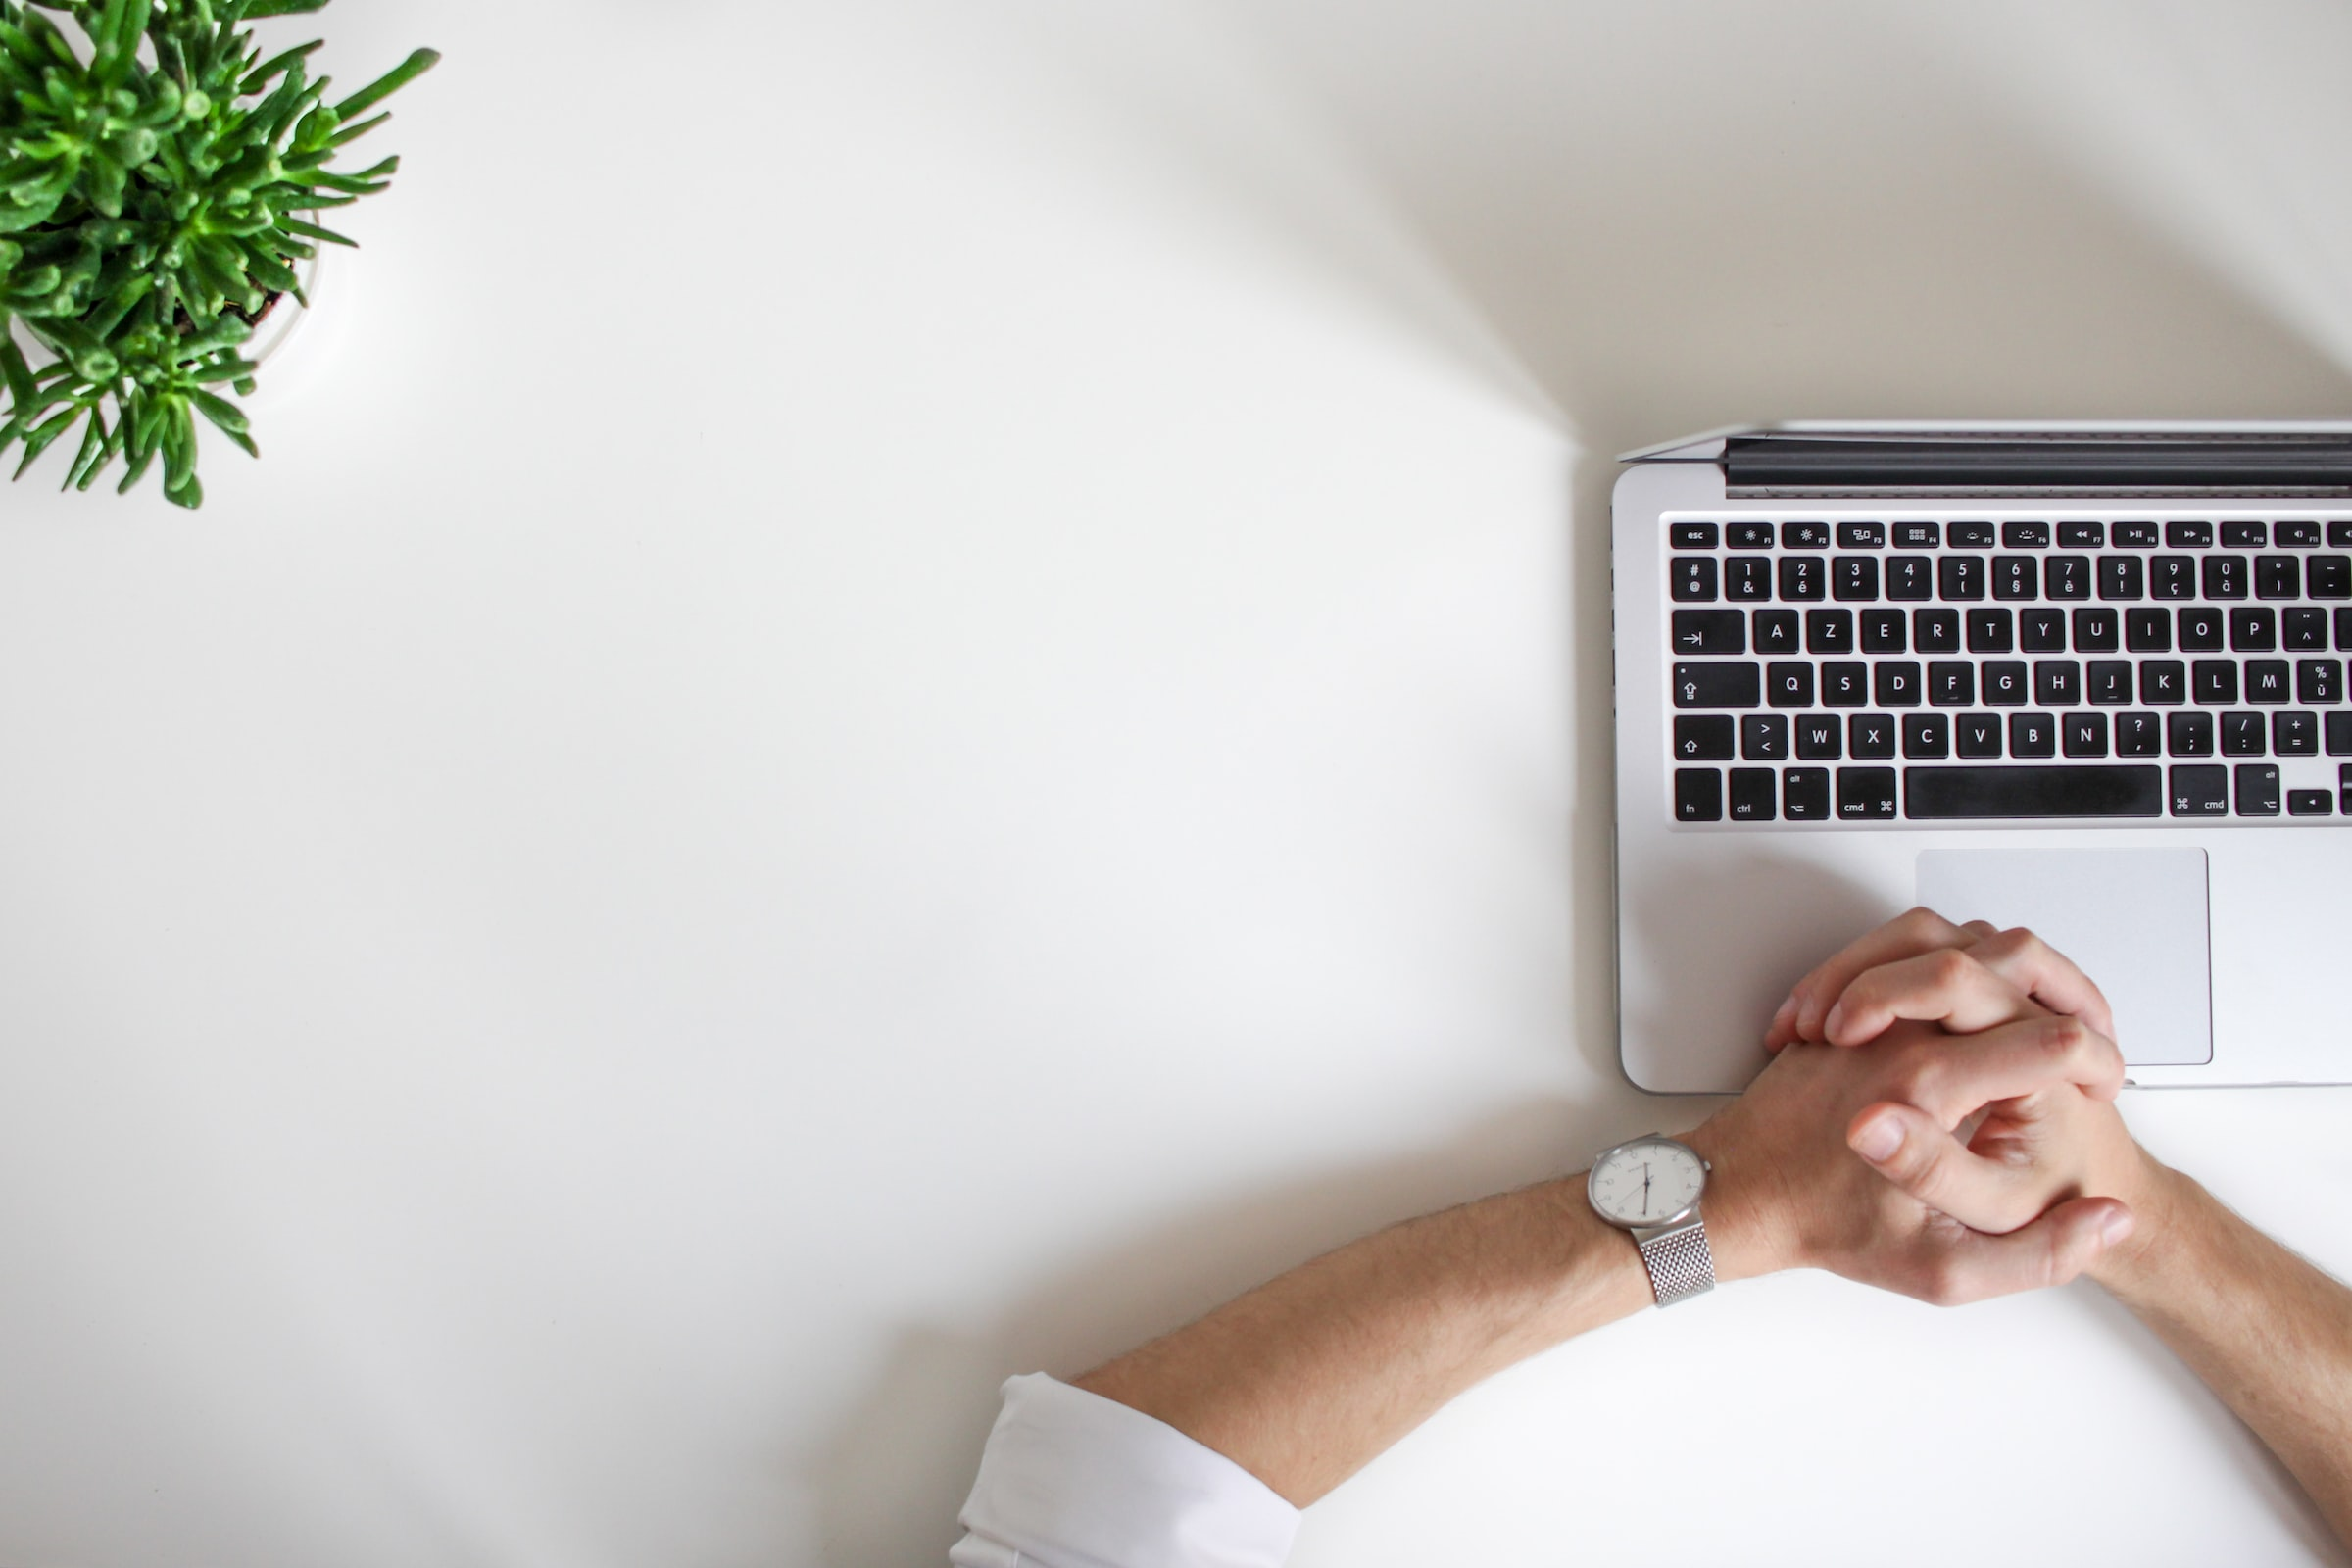 esc F1 F2 F3 F4 F5 F6 F7 F8 F9 F10 F11
# 1 2 3 4 5 6 7 8 9 0 ° _
@ & é " ' ( § è ! ç à ) -
A Z E R T Y U I O P ¨ ^
Q S D F G H J K L M % ù
> < W X C V B N ? , . ; / : + =
fn ctrl alt cmd ⌘ ⌘ cmd alt